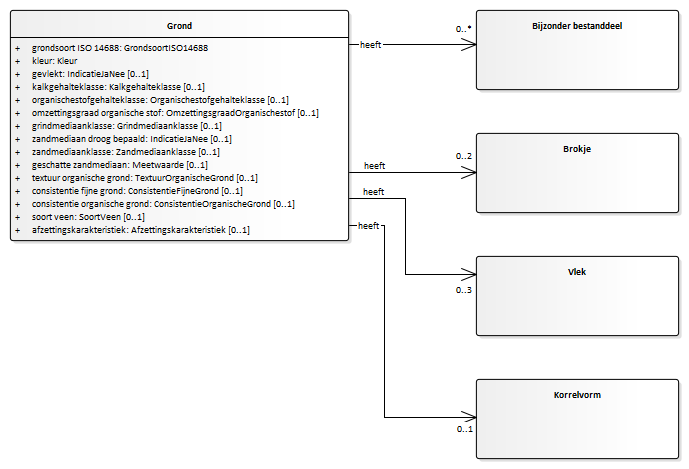 Grond
+ grondsoort ISO 14688: GrondsoortISO14688
+ kleur: Kleur
+ gevlekt: IndicatieJaNee [0..1]
+ kalkgehalteklasse: Kalkgehalteklasse [0..1]
+ organischestofgehalteklasse: Organischestofgehalteklasse [0..1]
+ omzettingsgraad organische stof: OmzettingsgraadOrganischestof [0..1]
+ grindmediaanklasse: Grindmediaanklasse [0..1]
+ zandmediaan droog bepaald: IndicatieJaNee [0..1]
+ zandmediaanklasse: Zandmediaanklasse [0..1]
+ geschatte zandmediaan: Meetwaarde [0..1]
+ textuur organische grond: TextuurOrganischeGrond [0..1]
+ consistentie fijne grond: ConsistentieFijneGrond [0..1]
+ consistentie organische grond: ConsistentieOrganischeGrond [0..1]
+ soort veen: SoortVeen [0..1]
+ afzettingskarakteristiek: Afzettingskarakteristiek [0..1]
heeft
0..*
Bijzonder bestanddeel
heeft
0..2
Brokje
heeft
0..3
Vlek
heeft
0..1
Korrelvorm